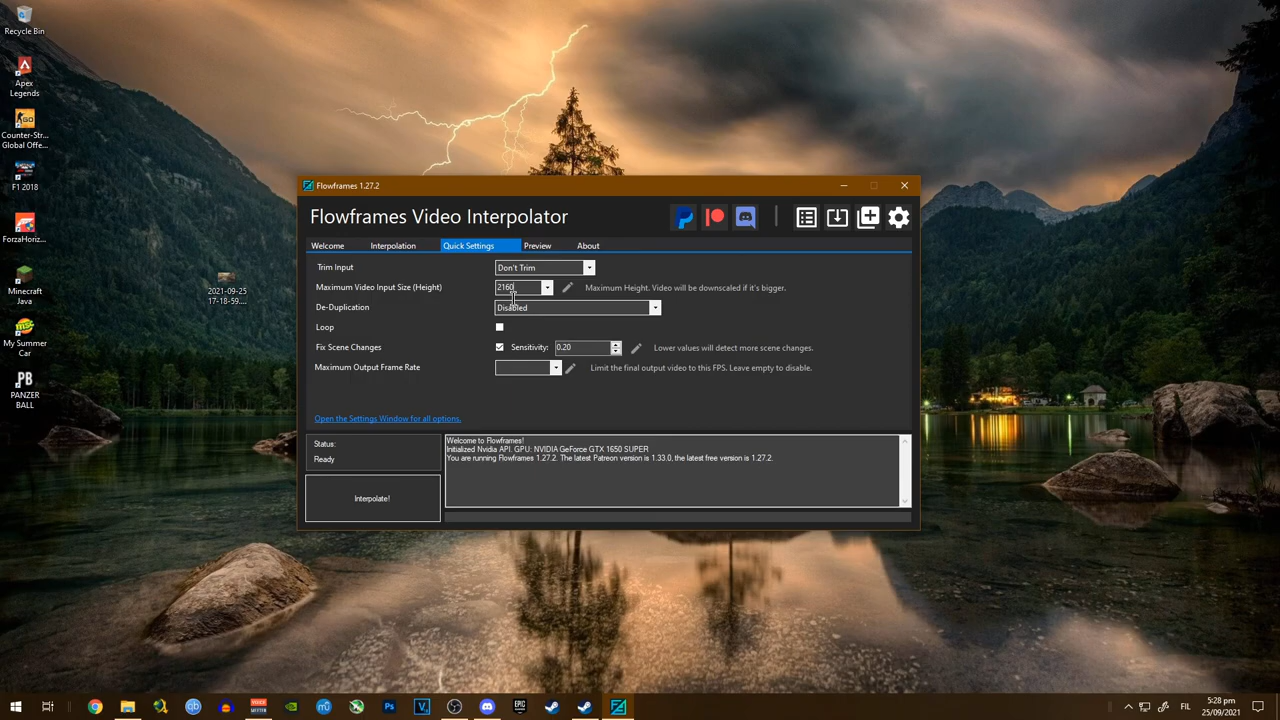 Recycle Bin
Apex
Legends
Counter-Str...
Global Offe...
F1 2018
ForzaHoriz...
Minecraft
Java
My Summer
Car
PANZER
BALL
2021-09-25
17-18-59....
Flowframes 1.27.2
Flowframes Video Interpolator
Welcome
Interpolation
Quick Settings
Preview
About
Trim Input
Don't Trim
Maximum Video Input Size (Height)
2160
Maximum Height. Video will be downscaled if it's bigger.
De-Duplication
Disabled
Loop
Fix Scene Changes
Sensitivity:
0.20
Lower values will detect more scene changes.
Maximum Output Frame Rate
Limit the final output video to this FPS. Leave empty to disable.
Open the Settings Window for all options.
Status:
Ready
Interpolate!
Welcome to Flowframes!
Initialized Nvidia API. GPU: NVIDIA GeForce GTX 1650 SUPER
You are running Flowframes 1.27.2. The latest Patreon version is 1.33.0, the latest free version is 1.27.2.
FIL
5:28 pm
25/09/2021